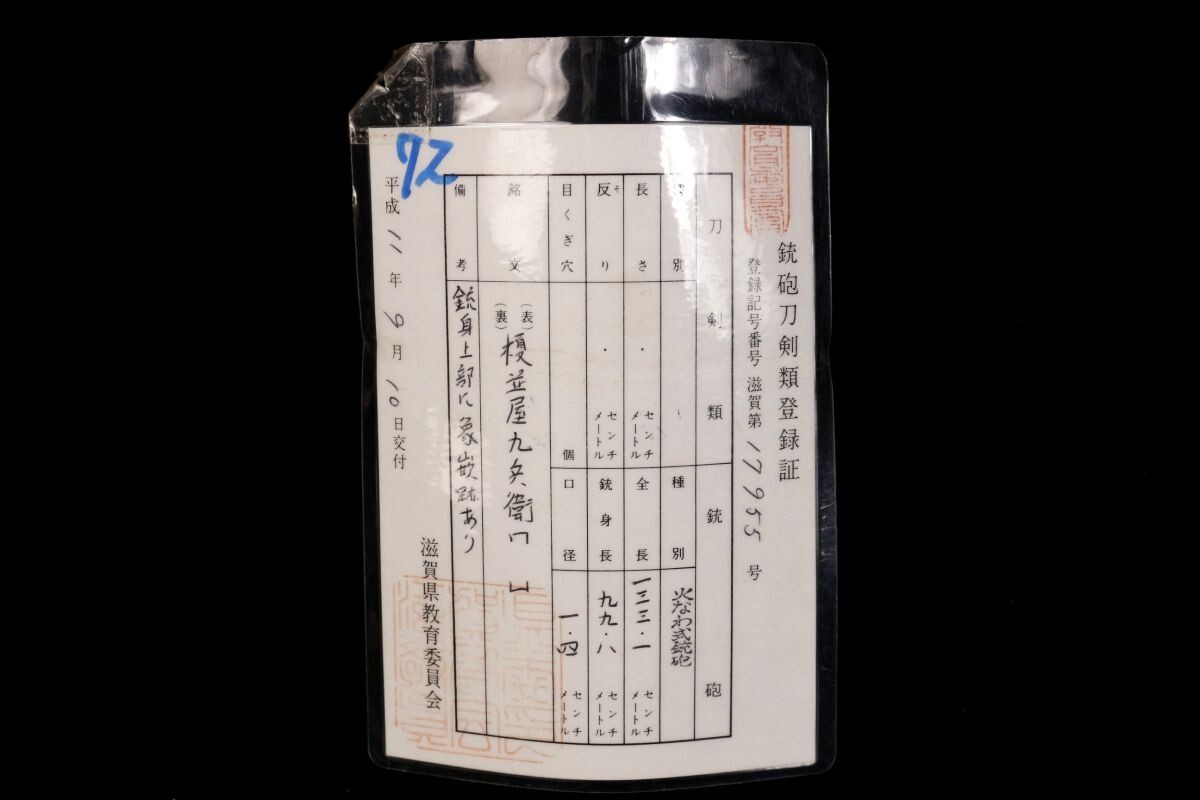 銃砲刀剣類登録証
登録記号番号 滋賀第 17955 号
刀剣類 銃砲
別 種別 火なわ式銃砲
長さ ・ センチメートル 全長 一三三・一 センチメートル
反り そ ・ センチメートル 銃身長 九九・八 センチメートル
目くぎ穴 個 口径 一・四 センチメートル
銘文 (表) (裏) 榎並屋九兵衛
備考 銃身上部に象嵌跡あり
平成 11 年 9 月 10 日交付
滋賀県教育委員会
72